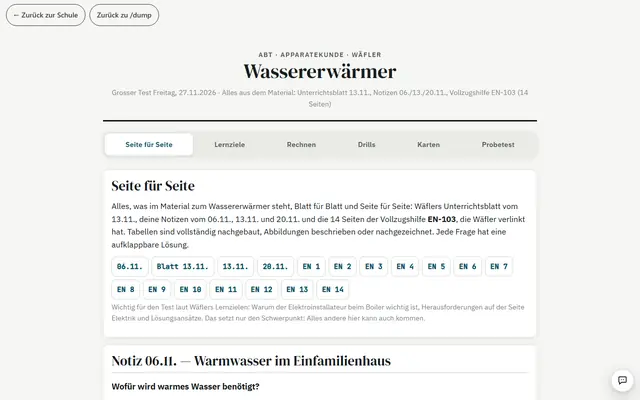 ← Zurück zur Schule
Zurück zu /dump
ABT · APPARATEKUNDE · WÄFLER
Wassererwärmer
Grosser Test Freitag, 27.11.2026 · Alles aus dem Material: Unterrichtsblatt 13.11., Notizen 06./13./20.11., Vollzugshilfe EN-103 (14
Seiten)
Seite für Seite
Lernziele
Rechnen
Drills
Karten
Probetest
Seite für Seite
Alles, was im Material zum Wassererwärmer steht, Blatt für Blatt und Seite für Seite: Wäflers Unterrichtsblatt vom
13.11., deine Notizen vom 06.11., 13.11. und 20.11. und die 14 Seiten der Vollzugshilfe EN-103, die Wäfler verlinkt
hat. Tabellen sind vollständig nachgebaut, Abbildungen beschrieben oder nachgezeichnet. Jede Frage hat eine
aufklappbare Lösung.
06.11. Blatt 13.11. 13.11. 20.11. EN 1 EN 2 EN 3 EN 4 EN 5 EN 6 EN 7
EN 8 EN 9 EN 10 EN 11 EN 12 EN 13 EN 14
Wichtig für den Test laut Wäflers Lernzielen: Warum der Elektroinstallateur beim Boiler wichtig ist, Herausforderungen auf der Seite
Elektrik und Lösungsansätze. Das setzt nur den Schwerpunkt: Alles andere hier kann auch kommen.
Notiz 06.11. — Warmwasser im Einfamilienhaus
Wofür wird warmes Wasser benötigt?